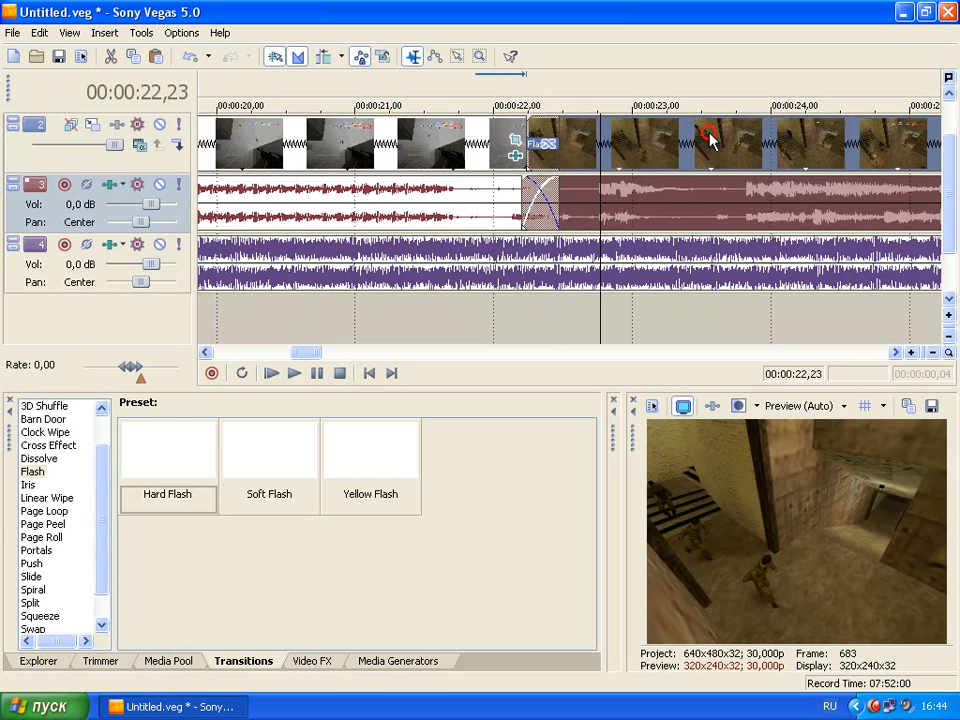 Untitled.veg * - Sony Vegas 5.0
File Edit View Insert Tools Options Help
00:00:22,23
00:00:20,00 00:00:21,00 00:00:22,00 00:00:23,00 00:00:24,00 00:00:2
2
3
Vol: 0,0 dB
Pan: Center
4
Vol: 0,0 dB
Pan: Center
Rate: 0,00
00:00:22,23 00:00:00,04
3D Shuffle
Barn Door
Clock Wipe
Cross Effect
Dissolve
Flash
Iris
Linear Wipe
Page Loop
Page Peel
Page Roll
Portals
Push
Slide
Spiral
Split
Squeeze
Swap
Preset:
Hard Flash Soft Flash Yellow Flash
Preview (Auto)
Project: 640x480x32; 30,000p Frame: 683
Preview: 320x240x32; 30,000p Display: 320x240x32
Explorer Trimmer Media Pool Transitions Video FX Media Generators
Record Time: 07:52:00
пуск Untitled.veg * - Sony... RU 16:44